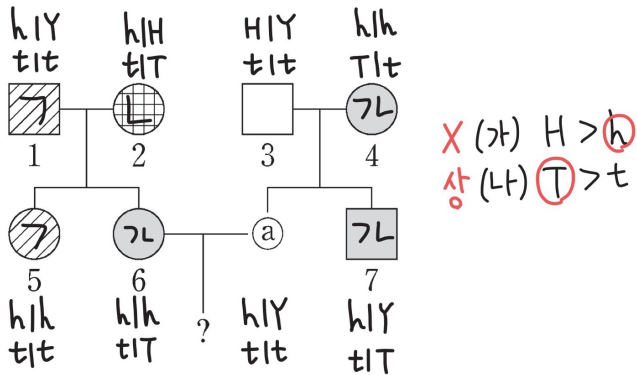 h|Y h|H H|Y h|h
t|t t|T t|t T|t
ㄱ ㄴ ㄱㄴ
1 2 3 4
X (가) H > h
상 (나) T > t
ㄱ ㄱㄴ ⓐ ㄱㄴ
5 6 7
h|h h|h ? h|Y h|Y
t|t t|T t|t t|T